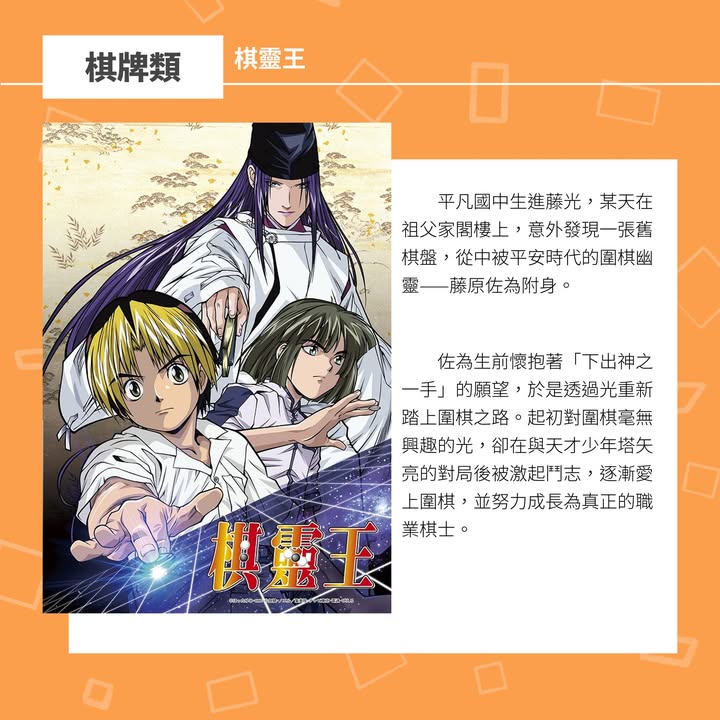 棋牌類
棋靈王
平凡國中生進藤光，某天在
祖父家閣樓上，意外發現一張舊
棋盤，從中被平安時代的圍棋幽
靈——藤原佐為附身。
佐為生前懷抱著「下出神之
一手」的願望，於是透過光重新
踏上圍棋之路。起初對圍棋毫無
興趣的光，卻在與天才少年塔矢
亮的對局後被激起鬥志，逐漸愛
上圍棋，並努力成長為真正的職
業棋士。
棋靈王